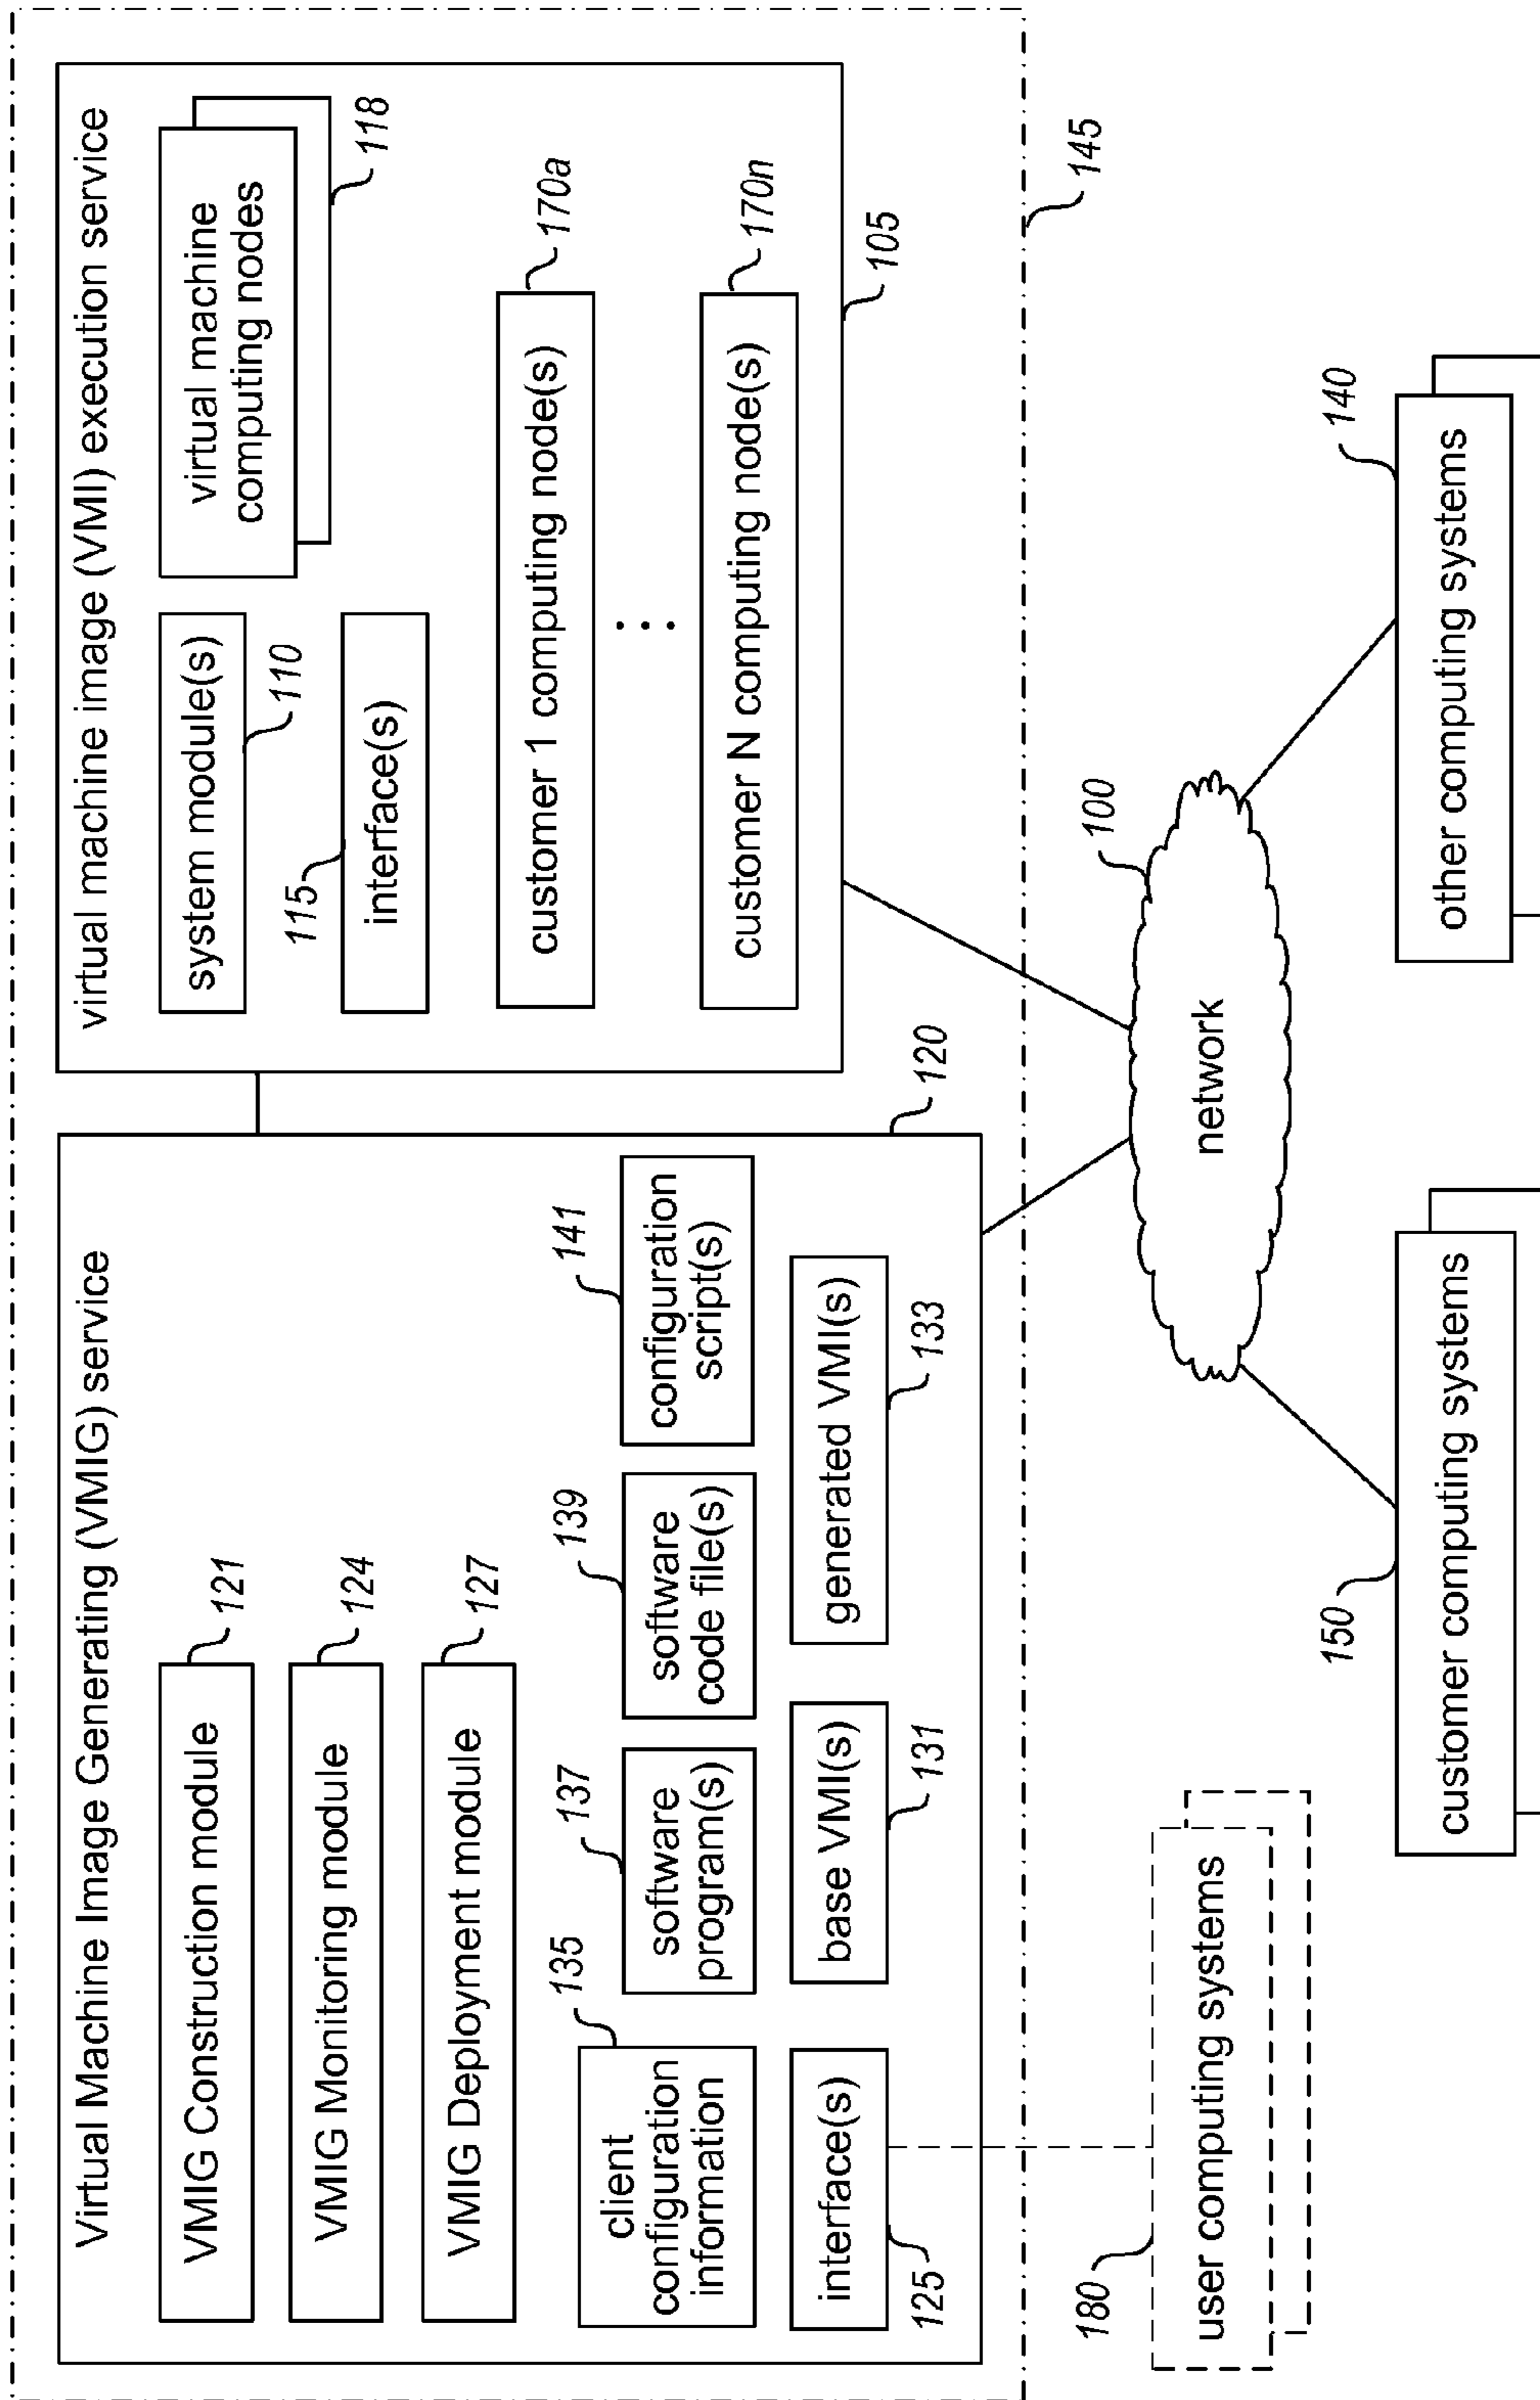 Virtual Machine Image Generating (VMIG) service
VMIG Construction module
121
VMIG Monitoring module
124
VMIG Deployment module
127
client
configuration
information
135
software
program(s)
137
software
code file(s)
139
configuration
script(s)
141
interface(s)
125
base VMI(s)
131
generated VMI(s)
133
120
virtual machine image (VMI) execution service
system module(s)
110
virtual machine
computing nodes
118
115
interface(s)
customer 1 computing node(s)
170a
...
customer N computing node(s)
170n
105
145
100
network
180
user computing systems
150
customer computing systems
140
other computing systems